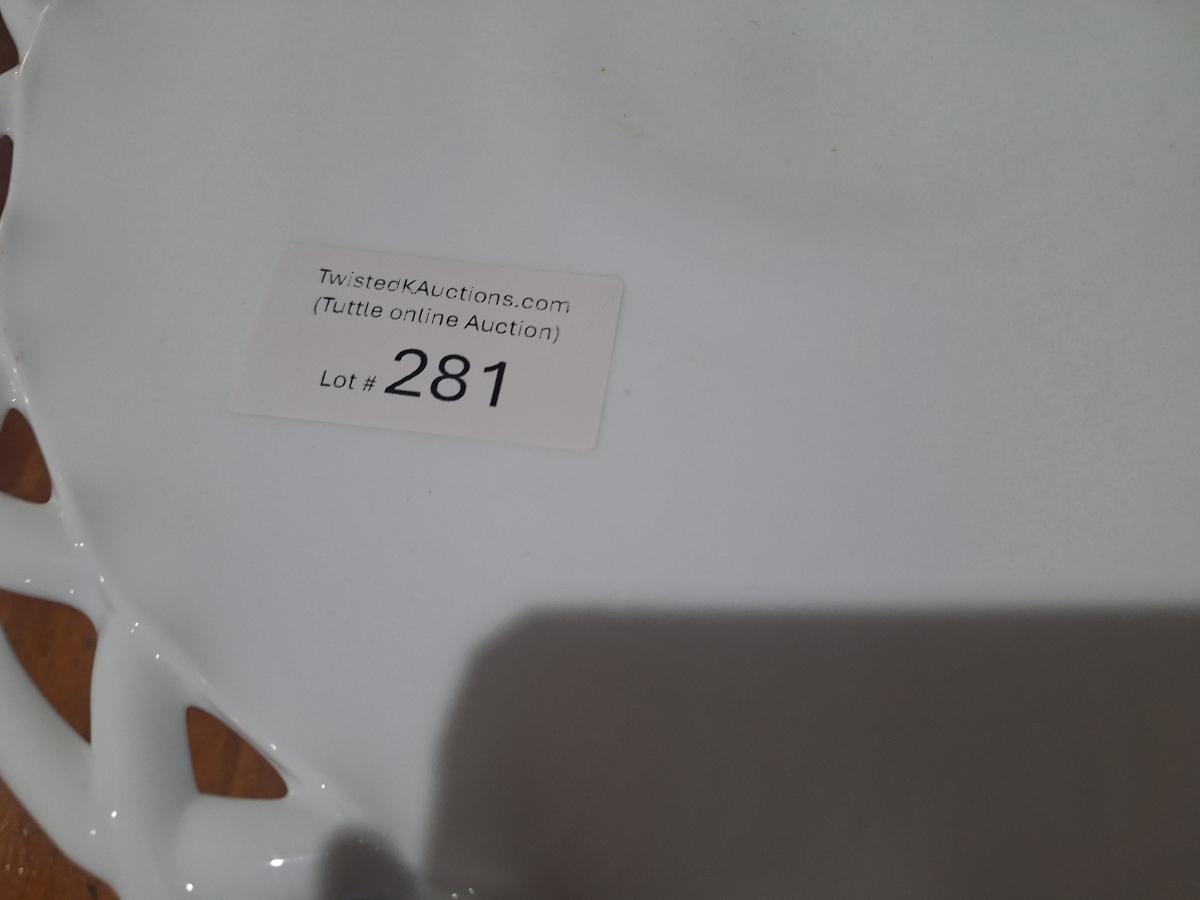 TwistedKAuctions.com
(Tuttle online Auction)
Lot # 281